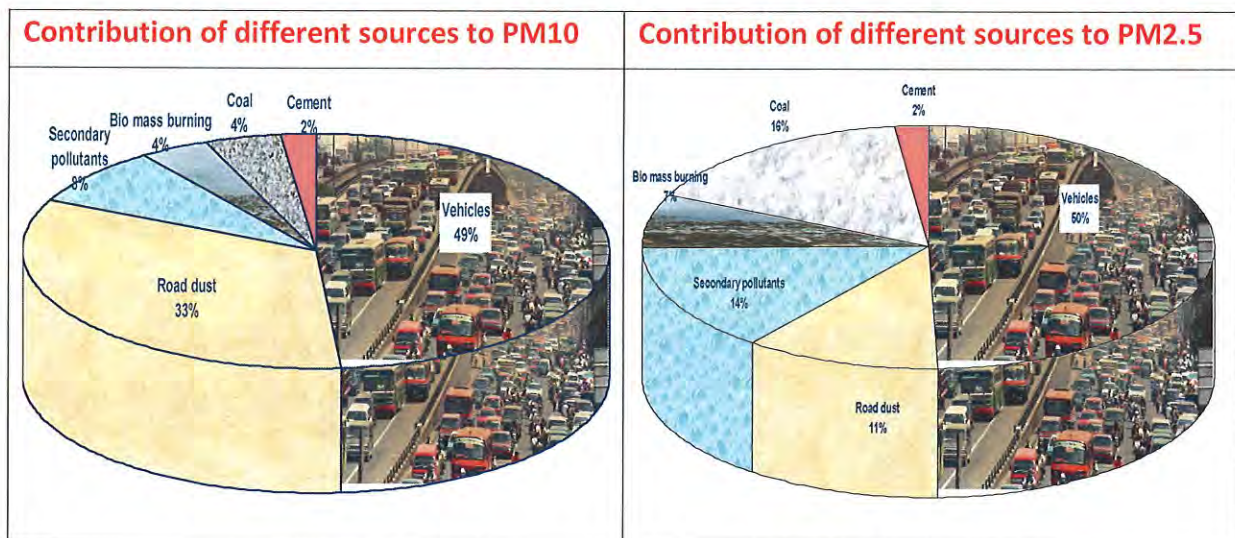 Contribution of different sources to PM10
Coal
4%
Cement
2%
Bio mass burning
4%
Secondary
pollutants
8%
Vehicles
49%
Road dust
33%
Contribution of different sources to PM2.5
Cement
2%
Coal
16%
Bio mass burning
7%
Vehicles
50%
Secondary pollutants
14%
Road dust
11%